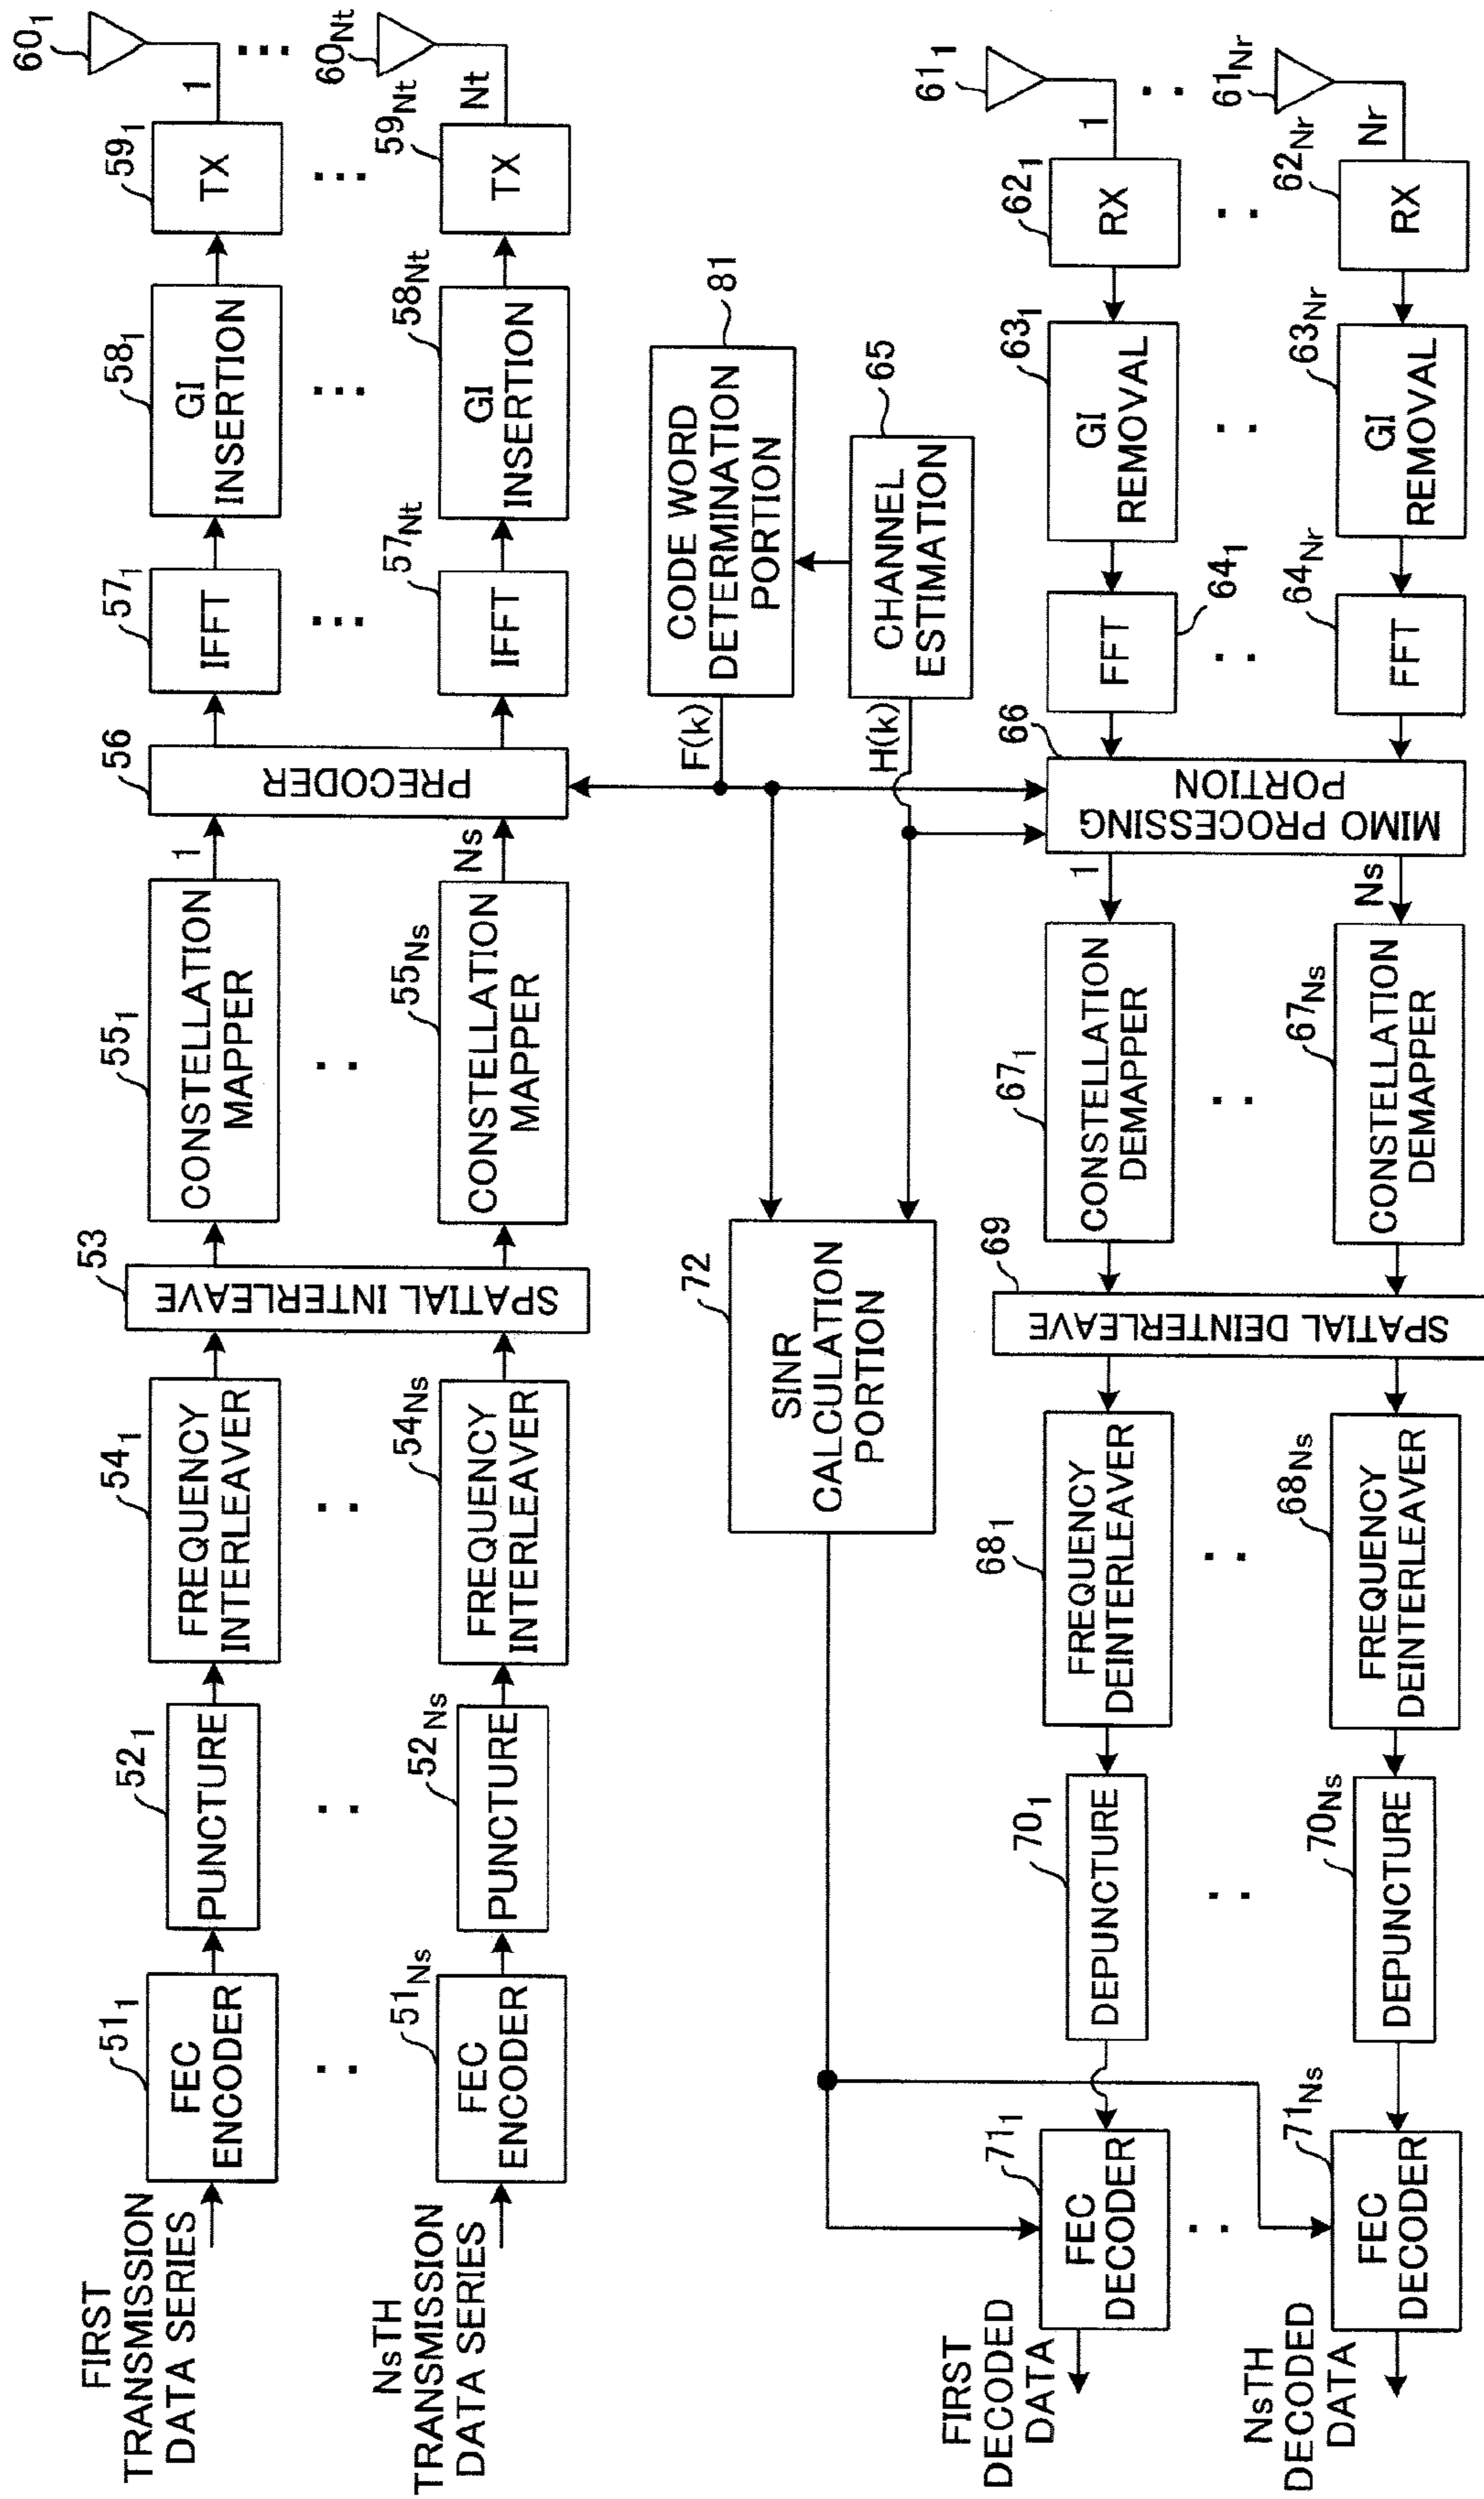 FIRST
TRANSMISSION
DATA SERIES
51₁
FEC
ENCODER
52₁
PUNCTURE
54₁
FREQUENCY
INTERLEAVER
53
SPATIAL INTERLEAVE
55₁
CONSTELLATION
MAPPER
1
56
PRECODER
57₁
IFFT
58₁
GI
INSERTION
59₁
TX
1
60₁
NsTH
TRANSMISSION
DATA SERIES
51Ns
FEC
ENCODER
52Ns
PUNCTURE
54Ns
FREQUENCY
INTERLEAVER
55Ns
CONSTELLATION
MAPPER
Ns
57Nt
IFFT
58Nt
GI
INSERTION
59Nt
TX
Nt
60Nt
72
SINR
CALCULATION
PORTION
F(k)
CODE WORD
DETERMINATION
PORTION
81
H(k)
CHANNEL
ESTIMATION
65
FIRST
DECODED
DATA
71₁
FEC
DECODER
70₁
DEPUNCTURE
68₁
FREQUENCY
DEINTERLEAVER
69
SPATIAL DEINTERLEAVE
67₁
CONSTELLATION
DEMAPPER
1
66
MIMO PROCESSING
PORTION
FFT
64₁
63₁
GI
REMOVAL
62₁
RX
1
61₁
NsTH
DECODED
DATA
71Ns
FEC
DECODER
70Ns
DEPUNCTURE
68Ns
FREQUENCY
DEINTERLEAVER
67Ns
CONSTELLATION
DEMAPPER
Ns
64Nr
FFT
63Nr
GI
REMOVAL
62Nr
RX
Nr
61Nr